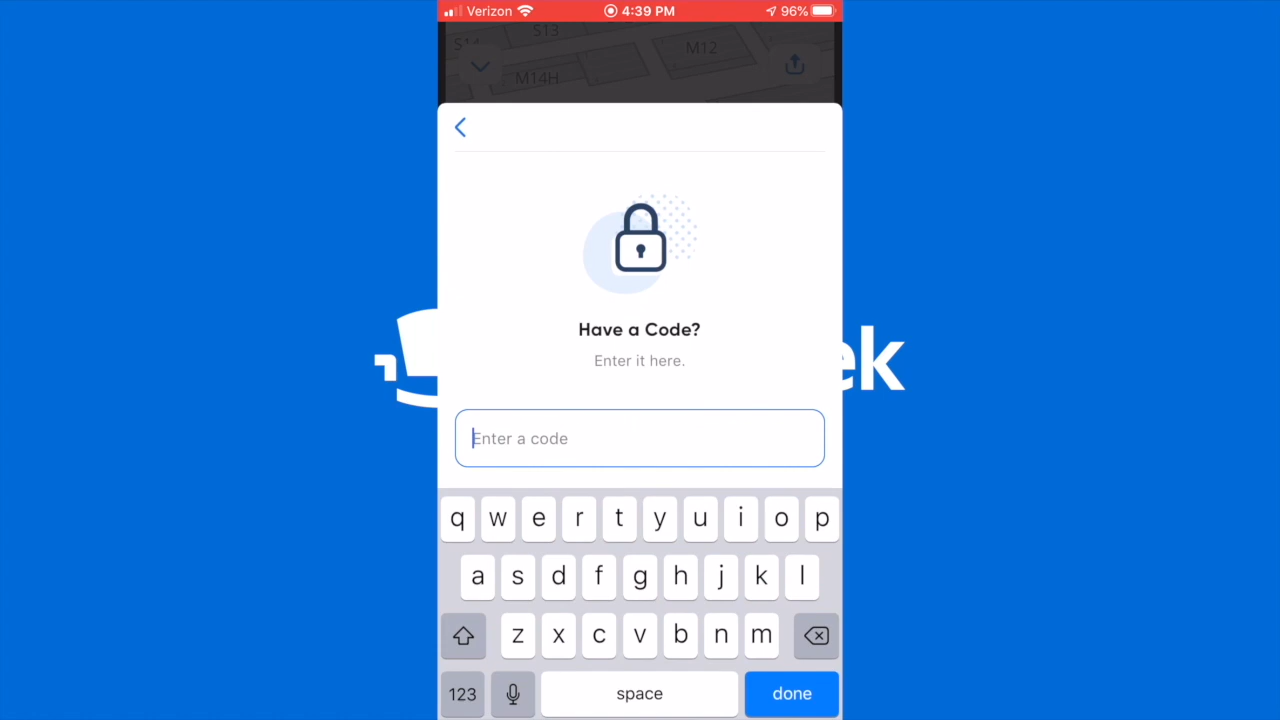 Verizon 4:39 PM 96%
S13
S14
M12
M14H
Have a Code?
Enter it here.
ek
Enter a code
q w e r t y u i o p
a s d f g h j k l
z x c v b n m
123 space done